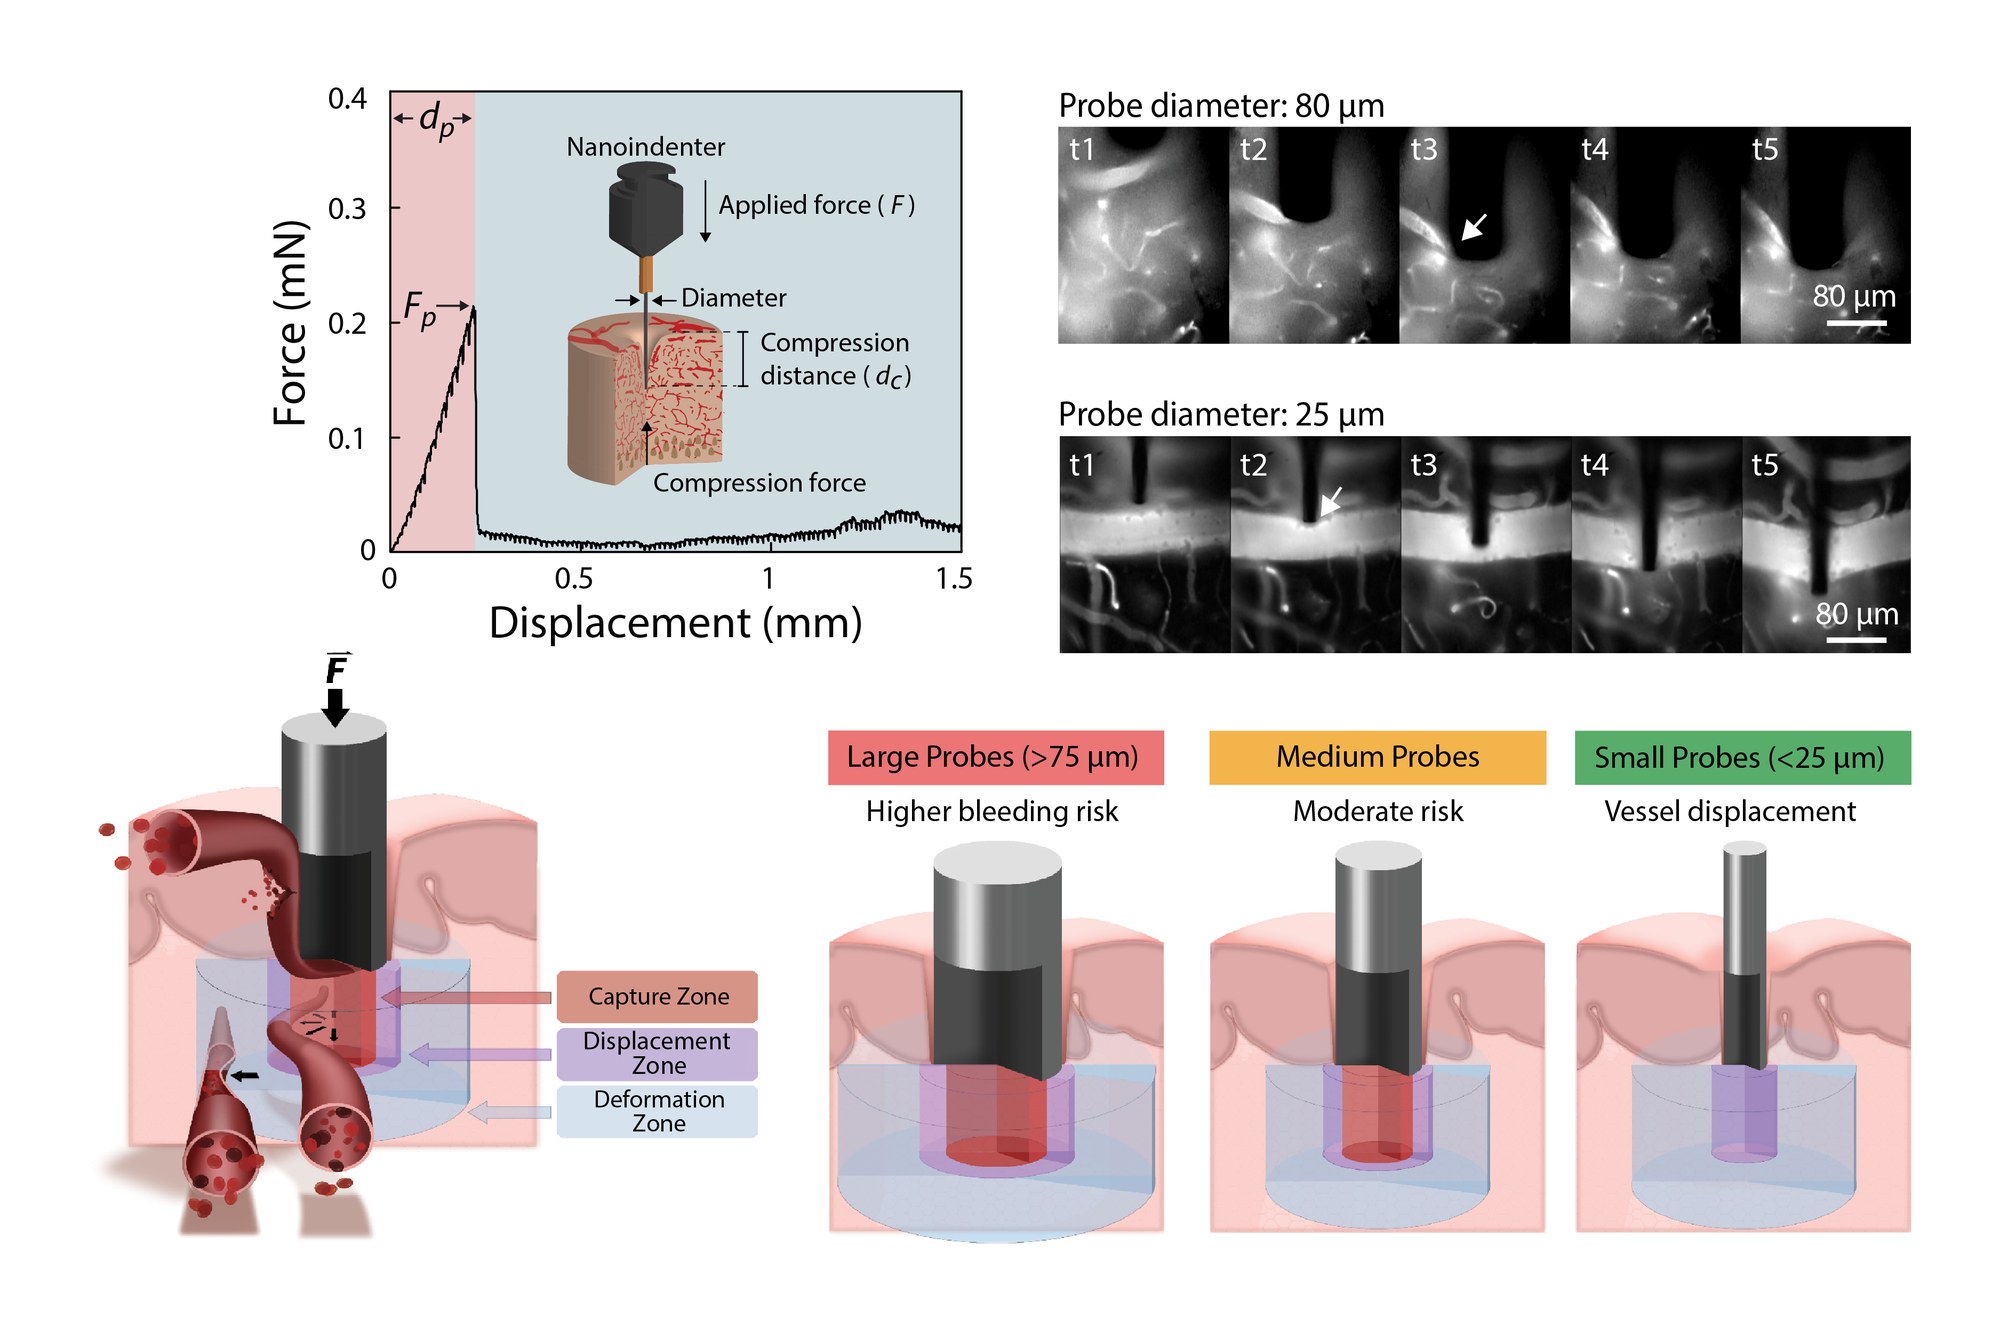 0.4
0.3
0.2
0.1
0
0
0.5
1
1.5
Force (mN)
Displacement (mm)
dp
Fp
Nanoindenter
Applied force ( F )
Diameter
Compression
distance ( dc)
Compression force
Probe diameter: 80 µm
t1
t2
t3
t4
t5
80 µm
Probe diameter: 25 µm
t1
t2
t3
t4
t5
80 µm
F
Capture Zone
Displacement
Zone
Deformation
Zone
Large Probes (>75 µm)
Higher bleeding risk
Medium Probes
Moderate risk
Small Probes (<25 µm)
Vessel displacement